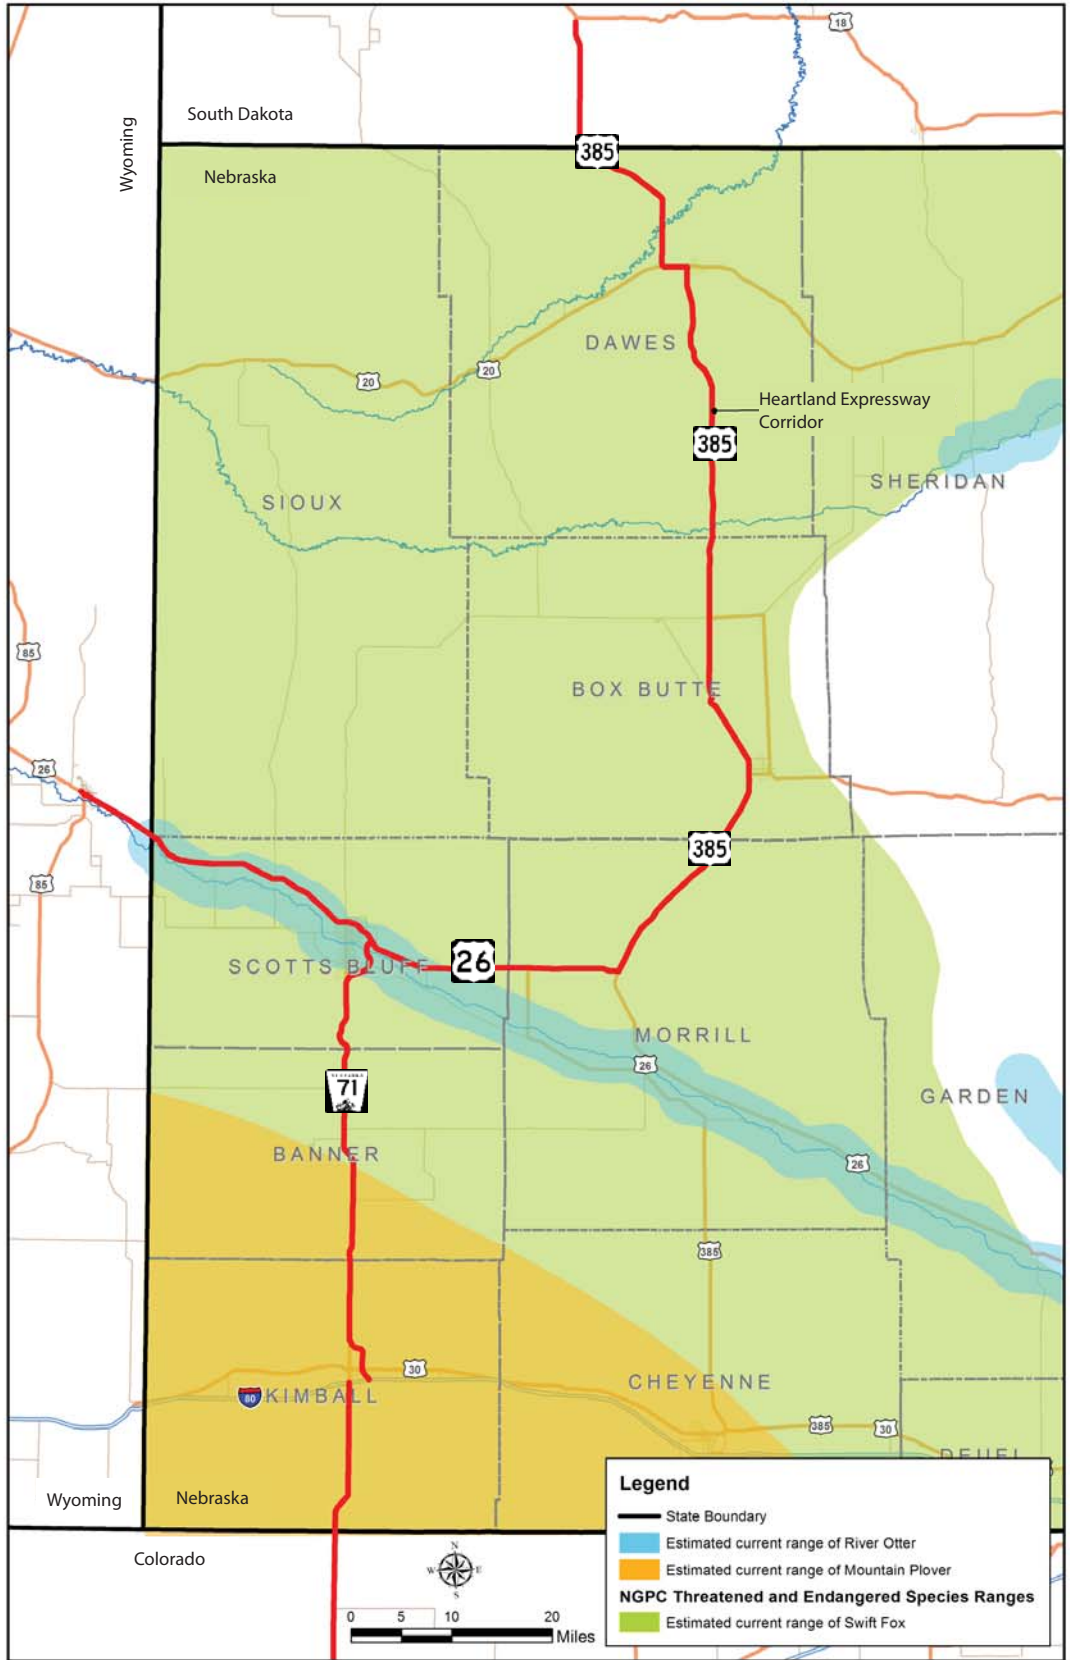 18
South Dakota
Wyoming
385
Nebraska
DAWES
20
20
Heartland Expressway
Corridor
385
SHERIDAN
SIOUX
85
BOX BUTTE
26
385
85
SCOTTS BLUFF
26
MORRILL
26
71
GARDEN
BANNER
26
385
30
CHEYENNE
80
KIMBALL
385
30
DEUEL
Wyoming
Nebraska
Colorado
N
W
E
S
0 5 10 20
Miles
Legend
State Boundary
Estimated current range of River Otter
Estimated current range of Mountain Plover
NGPC Threatened and Endangered Species Ranges
Estimated current range of Swift Fox